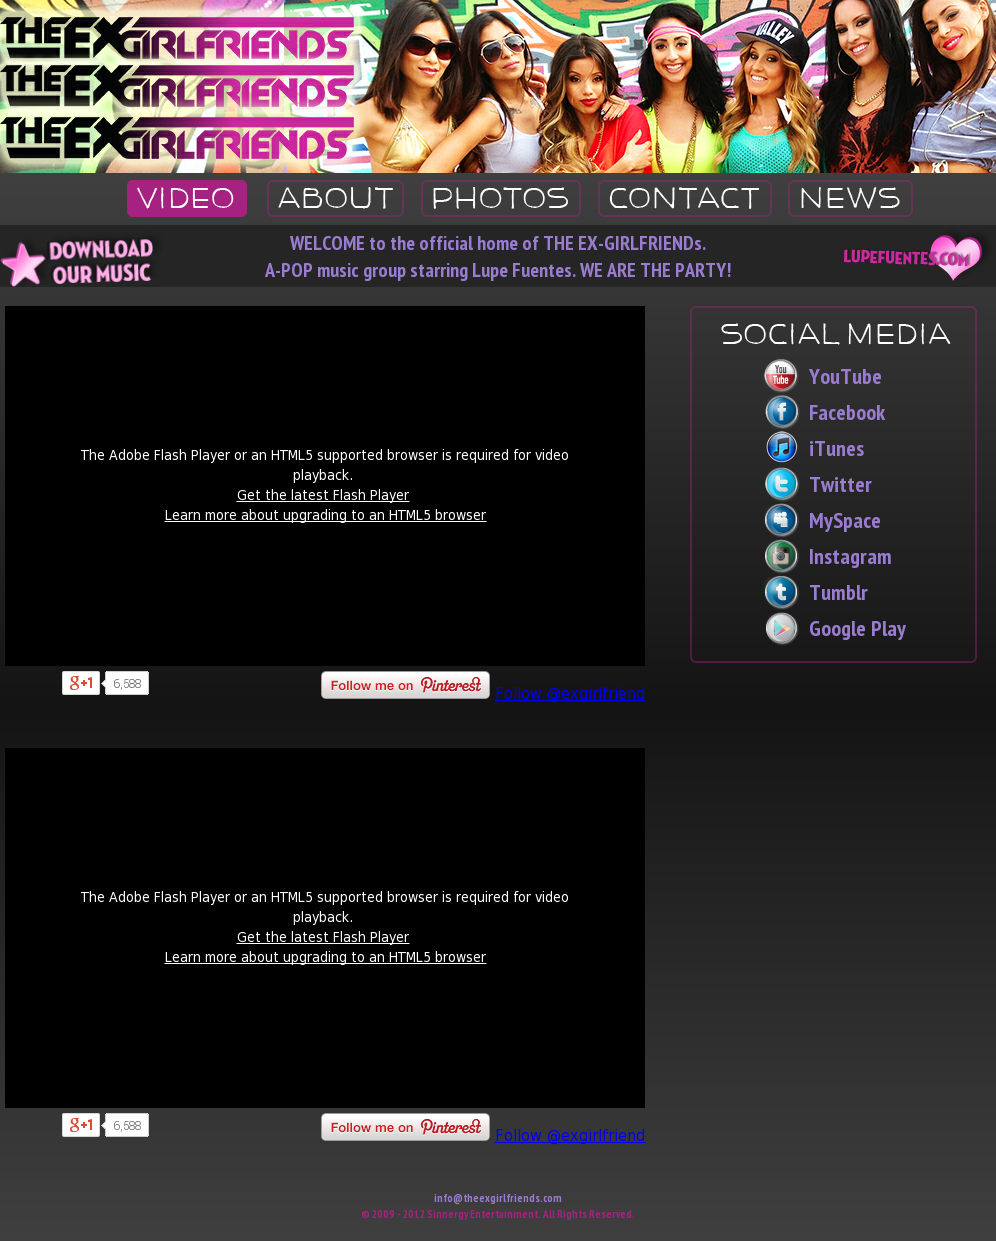 THE EX GIRLFRIENDS
THE EX GIRLFRIENDS
THE EX GIRLFRIENDS
VALLEY
VIDEO ABOUT PHOTOS CONTACT NEWS
DOWNLOAD
OUR MUSIC
WELCOME to the official home of THE EX-GIRLFRIENDs.
A-POP music group starring Lupe Fuentes. WE ARE THE PARTY!
LUPEFUENTES.COM
The Adobe Flash Player or an HTML5 supported browser is required for video
playback.
Get the latest Flash Player
Learn more about upgrading to an HTML5 browser
g+1 6,588
Follow me on Pinterest Follow @exgirlfriend
SOCIAL MEDIA
You Tube YouTube
f Facebook
iTunes
t Twitter
MySpace
Instagram
t Tumblr
Google Play
The Adobe Flash Player or an HTML5 supported browser is required for video
playback.
Get the latest Flash Player
Learn more about upgrading to an HTML5 browser
g+1 6,588
Follow me on Pinterest Follow @exgirlfriend
info@theexgirlfriends.com
© 2009 - 2012 Sinnergy Entertainment. All Rights Reserved.